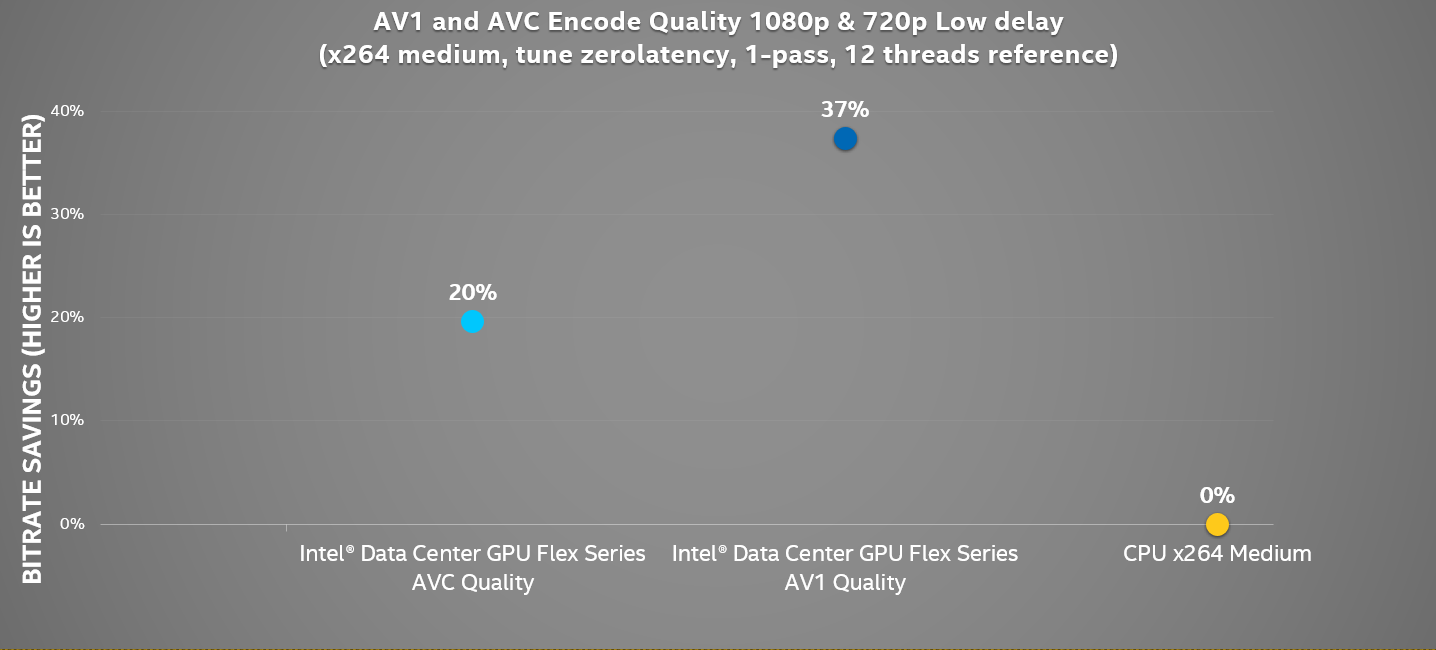 AV1 and AVC Encode Quality 1080p & 720p Low delay
(x264 medium, tune zerolatency, 1-pass, 12 threads reference)
BITRATE SAVINGS (HIGHER IS BETTER)
40%
30%
20%
10%
0%
20%
37%
0%
Intel® Data Center GPU Flex Series
AVC Quality
Intel® Data Center GPU Flex Series
AV1 Quality
CPU x264 Medium